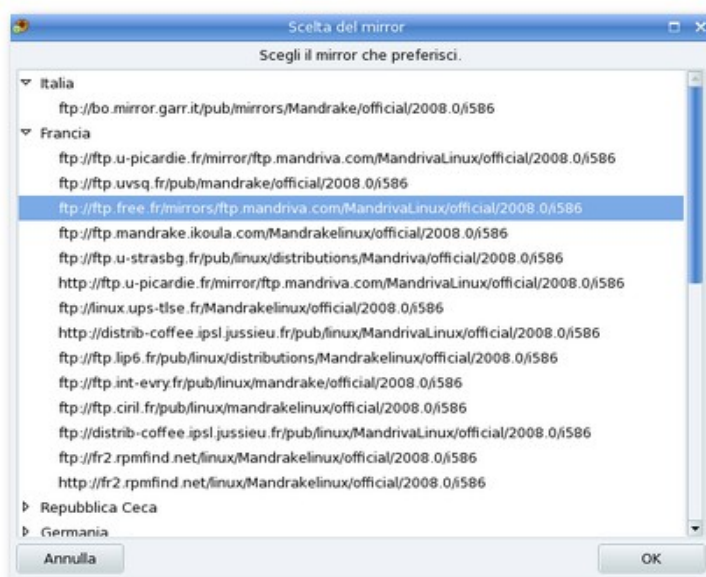 Scelta del mirror
Scegli il mirror che preferisci.
Italia
ftp://bo.mirror.garr.it/pub/mirrors/Mandrake/official/2008.0/i586
Francia
ftp://ftp.u-picardie.fr/mirror/ftp.mandriva.com/MandrivaLinux/official/2008.0/i586
ftp://ftp.uvsq.fr/pub/mandrake/official/2008.0/i586
ftp://ftp.free.fr/mirrors/ftp.mandriva.com/MandrivaLinux/official/2008.0/i586
ftp://ftp.mandrake.ikoula.com/Mandrakelinux/official/2008.0/i586
ftp://ftp.u-strasbg.fr/pub/linux/distributions/Mandriva/official/2008.0/i586
http://ftp.u-picardie.fr/mirror/ftp.mandriva.com/MandrivaLinux/official/2008.0/i586
ftp://linux.ups-tlse.fr/Mandrakelinux/official/2008.0/i586
http://distrib-coffee.ipsl.jussieu.fr/pub/linux/MandrivaLinux/official/2008.0/i586
ftp://ftp.lip6.fr/pub/linux/distributions/Mandrakelinux/official/2008.0/i586
ftp://ftp.int-evry.fr/pub/linux/mandrake/official/2008.0/i586
ftp://ftp.ciril.fr/pub/linux/mandrakelinux/official/2008.0/i586
ftp://distrib-coffee.ipsl.jussieu.fr/pub/linux/MandrivaLinux/official/2008.0/i586
ftp://fr2.rpmfind.net/linux/Mandrakelinux/official/2008.0/i586
http://fr2.rpmfind.net/linux/Mandrakelinux/official/2008.0/i586
Repubblica Ceca
Germania
Annulla
OK